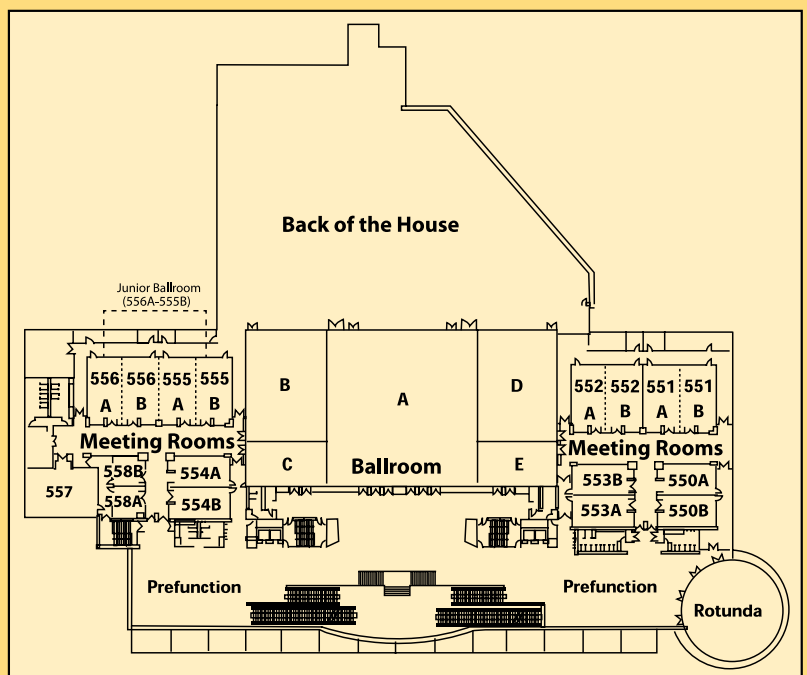 Back of the House
Junior Ballroom
(556A-555B)
556 556 555 555
A B A B
B
A
D
552 552 551 551
A B A B
Meeting Rooms
C
Ballroom
E
Meeting Rooms
557
558B
554A
558A
554B
553B
550A
553A
550B
Prefunction
Prefunction
Rotunda